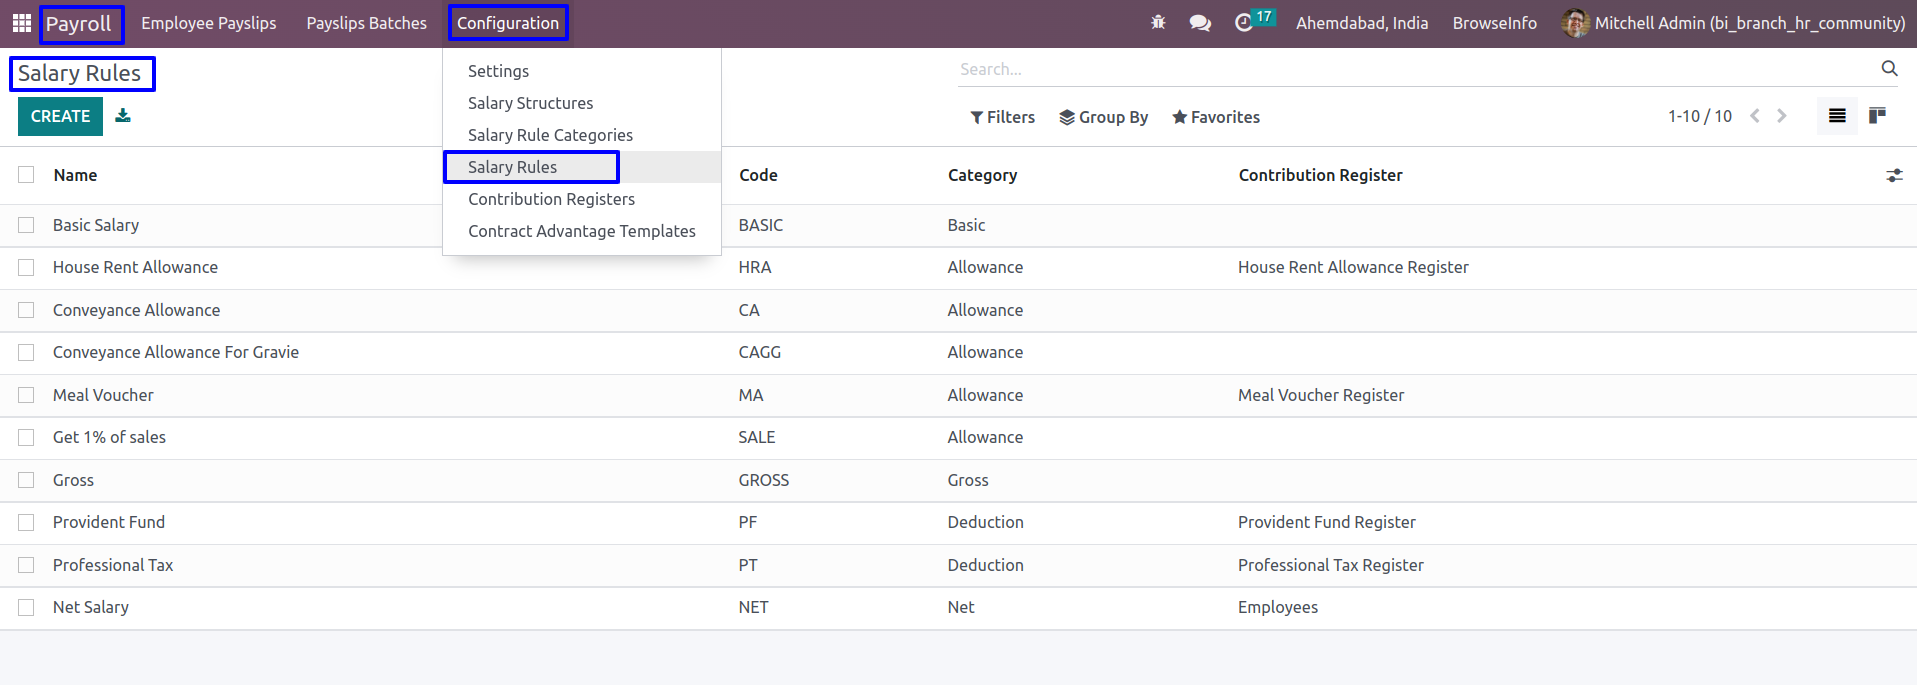 Payroll Employee Payslips Payslips Batches Configuration 17 Ahemdabad, India BrowseInfo Mitchell Admin (bi_branch_hr_community)
Salary Rules
Search...
CREATE
Filters Group By Favorites 1-10 / 10
Settings
Salary Structures
Salary Rule Categories
Salary Rules
Contribution Registers
Contract Advantage Templates
Name Code Category Contribution Register
Basic Salary BASIC Basic
House Rent Allowance HRA Allowance House Rent Allowance Register
Conveyance Allowance CA Allowance
Conveyance Allowance For Gravie CAGG Allowance
Meal Voucher MA Allowance Meal Voucher Register
Get 1% of sales SALE Allowance
Gross GROSS Gross
Provident Fund PF Deduction Provident Fund Register
Professional Tax PT Deduction Professional Tax Register
Net Salary NET Net Employees